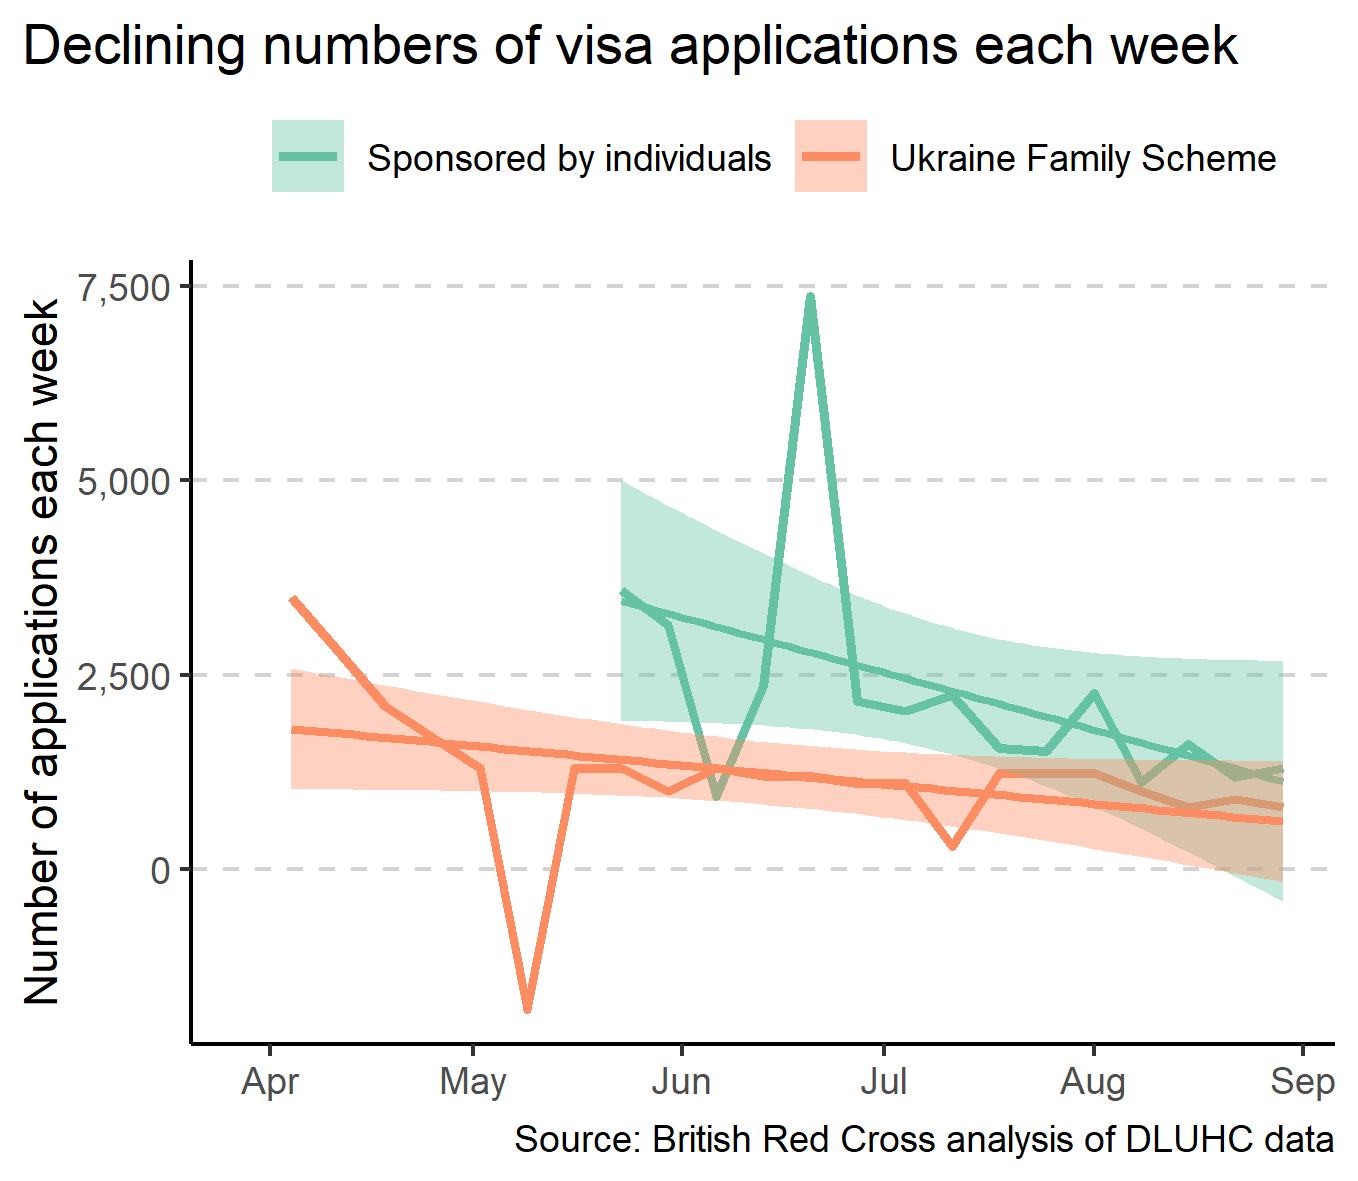 Declining numbers of visa applications each week
Sponsored by individuals
Ukraine Family Scheme
Number of applications each week
7,500
5,000
2,500
0
Apr
May
Jun
Jul
Aug
Sep
Source: British Red Cross analysis of DLUHC data